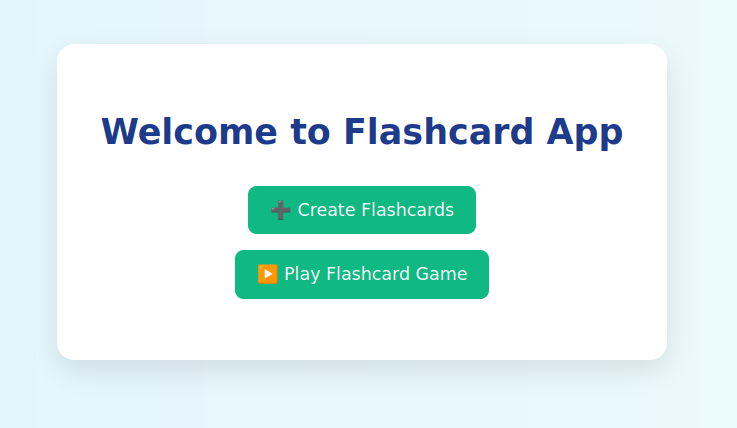 Welcome to Flashcard App
➕ Create Flashcards
▶️ Play Flashcard Game